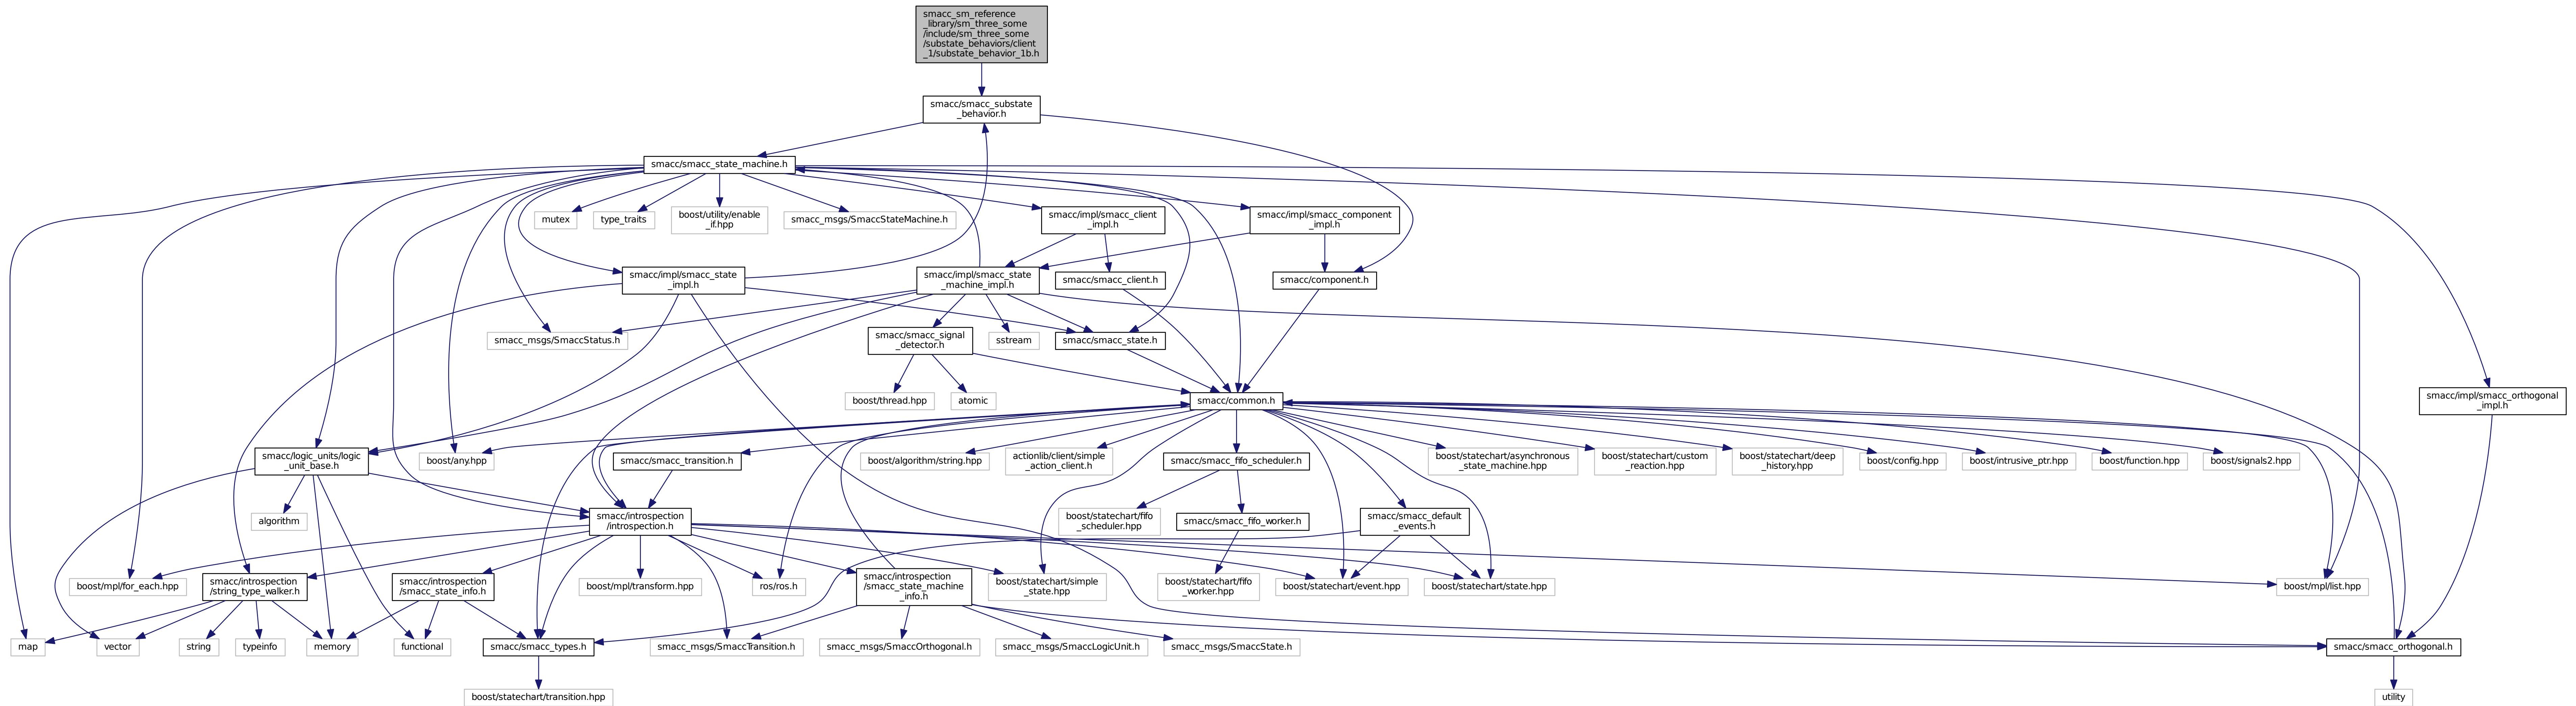 smacc_sm_reference
_library/sm_three_some
/include/sm_three_some
/substate_behaviors/client
_1/substate_behavior_1b.h
smacc/smacc_substate
_behavior.h
smacc/smacc_state_machine.h
mutex
type_traits
boost/utility/enable
_if.hpp
smacc_msgs/SmaccStateMachine.h
smacc/impl/smacc_client
_impl.h
smacc/impl/smacc_component
_impl.h
smacc/impl/smacc_state
_impl.h
smacc/impl/smacc_state
_machine_impl.h
smacc/smacc_client.h
smacc/component.h
smacc_msgs/SmaccStatus.h
smacc/smacc_signal
_detector.h
sstream
smacc/smacc_state.h
boost/thread.hpp
atomic
smacc/common.h
smacc/impl/smacc_orthogonal
_impl.h
smacc/logic_units/logic
_unit_base.h
boost/any.hpp
smacc/smacc_transition.h
boost/algorithm/string.hpp
actionlib/client/simple
_action_client.h
smacc/smacc_fifo_scheduler.h
boost/statechart/asynchronous
_state_machine.hpp
boost/statechart/custom
_reaction.hpp
boost/statechart/deep
_history.hpp
boost/config.hpp
boost/intrusive_ptr.hpp
boost/function.hpp
boost/signals2.hpp
algorithm
smacc/introspection
/introspection.h
boost/statechart/fifo
_scheduler.hpp
smacc/smacc_fifo_worker.h
smacc/smacc_default
_events.h
boost/mpl/for_each.hpp
smacc/introspection
/string_type_walker.h
smacc/introspection
/smacc_state_info.h
boost/mpl/transform.hpp
ros/ros.h
smacc/introspection
/smacc_state_machine
_info.h
boost/statechart/simple
_state.hpp
boost/statechart/fifo
_worker.hpp
boost/statechart/event.hpp
boost/statechart/state.hpp
boost/mpl/list.hpp
map
vector
string
typeinfo
memory
functional
smacc/smacc_types.h
smacc_msgs/SmaccTransition.h
smacc_msgs/SmaccOrthogonal.h
smacc_msgs/SmaccLogicUnit.h
smacc_msgs/SmaccState.h
smacc/smacc_orthogonal.h
boost/statechart/transition.hpp
utility